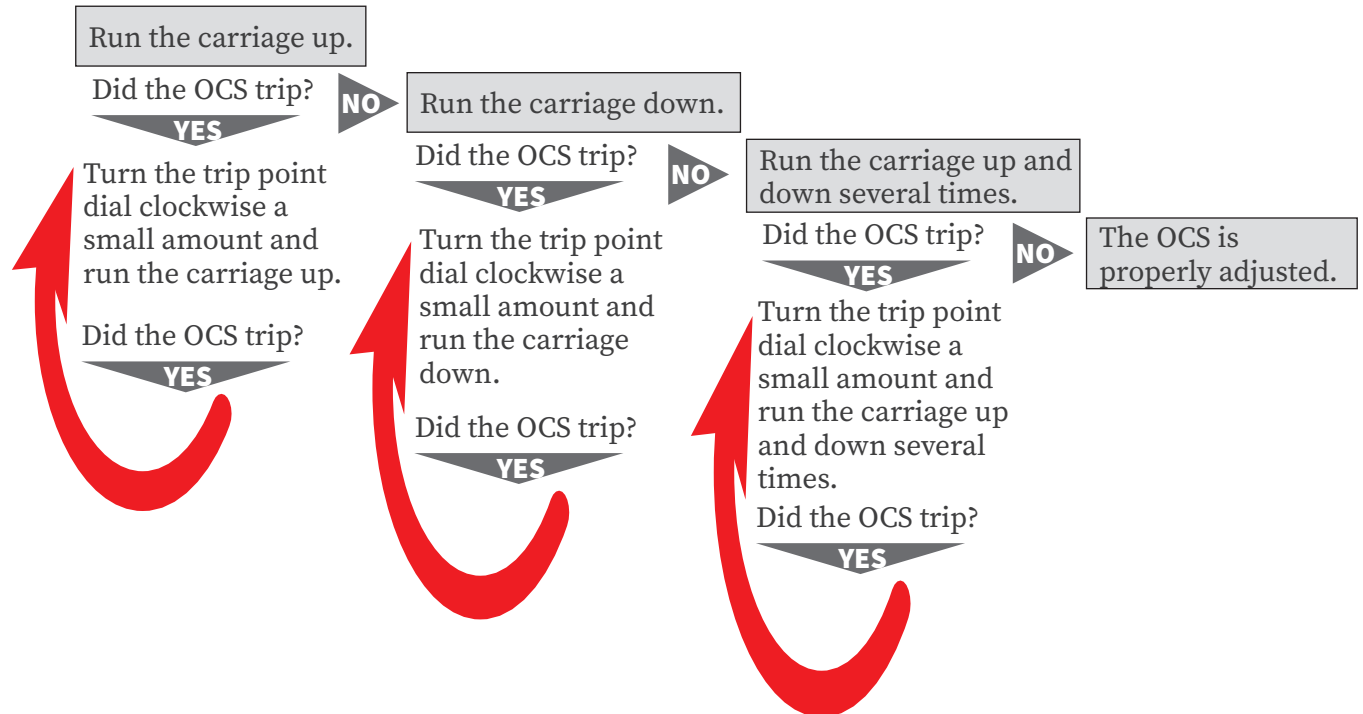 Run the carriage up.
Did the OCS trip?
NO
YES
Turn the trip point
dial clockwise a
small amount and
run the carriage up.
Did the OCS trip?
YES
Run the carriage down.
Did the OCS trip?
NO
YES
Turn the trip point
dial clockwise a
small amount and
run the carriage
down.
Did the OCS trip?
YES
Run the carriage up and
down several times.
Did the OCS trip?
NO
YES
Turn the trip point
dial clockwise a
small amount and
run the carriage up
and down several
times.
Did the OCS trip?
YES
The OCS is
properly adjusted.